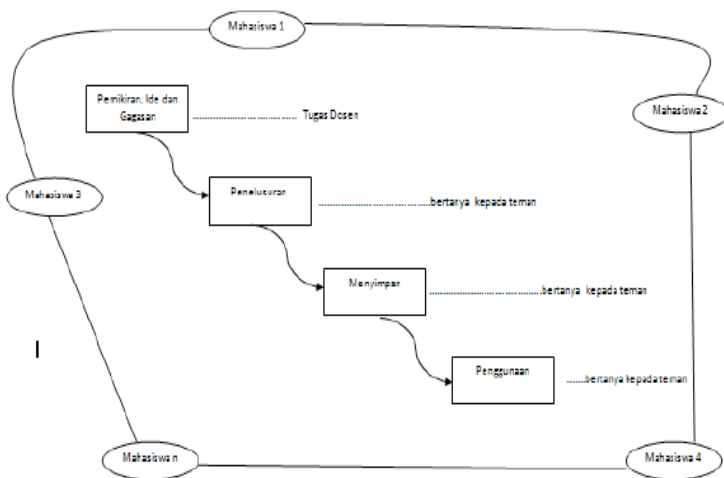 Mahasiswa 1
Pemikiran, Ide dan
Gagasan
................................... Tugas Dosen
Mahasiswa 2
Mahasiswa 3
Penelusuran
......................................bertanya kepada teman
Menyimpan
......................................bertanya kepada teman
Penggunaan
.......bertanya kepada teman
Mahasiswa n
Mahasiswa 4